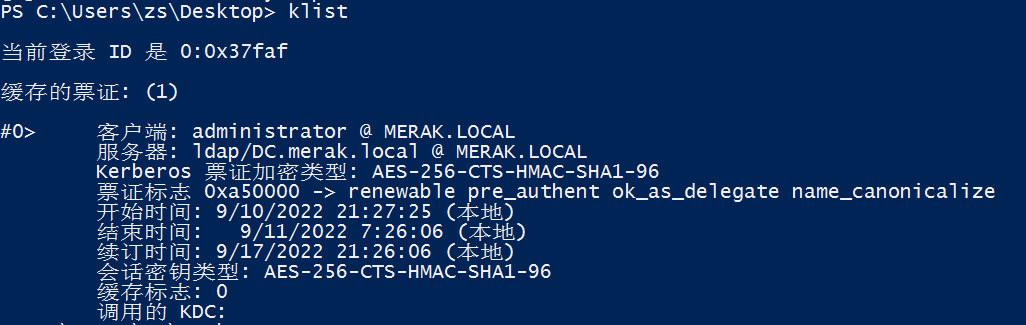 PS C:\Users\zs\Desktop> klist
当前登录 ID 是 0:0x37faf
缓存的票证: (1)
#0>     客户端: administrator @ MERAK.LOCAL
服务器: ldap/DC.merak.local @ MERAK.LOCAL
Kerberos 票证加密类型: AES-256-CTS-HMAC-SHA1-96
票证标志 0xa50000 -> renewable pre_authent ok_as_delegate name_canonicalize
开始时间: 9/10/2022 21:27:25 (本地)
结束时间:   9/11/2022 7:26:06 (本地)
续订时间: 9/17/2022 21:26:06 (本地)
会话密钥类型: AES-256-CTS-HMAC-SHA1-96
缓存标志: 0
调用的 KDC: